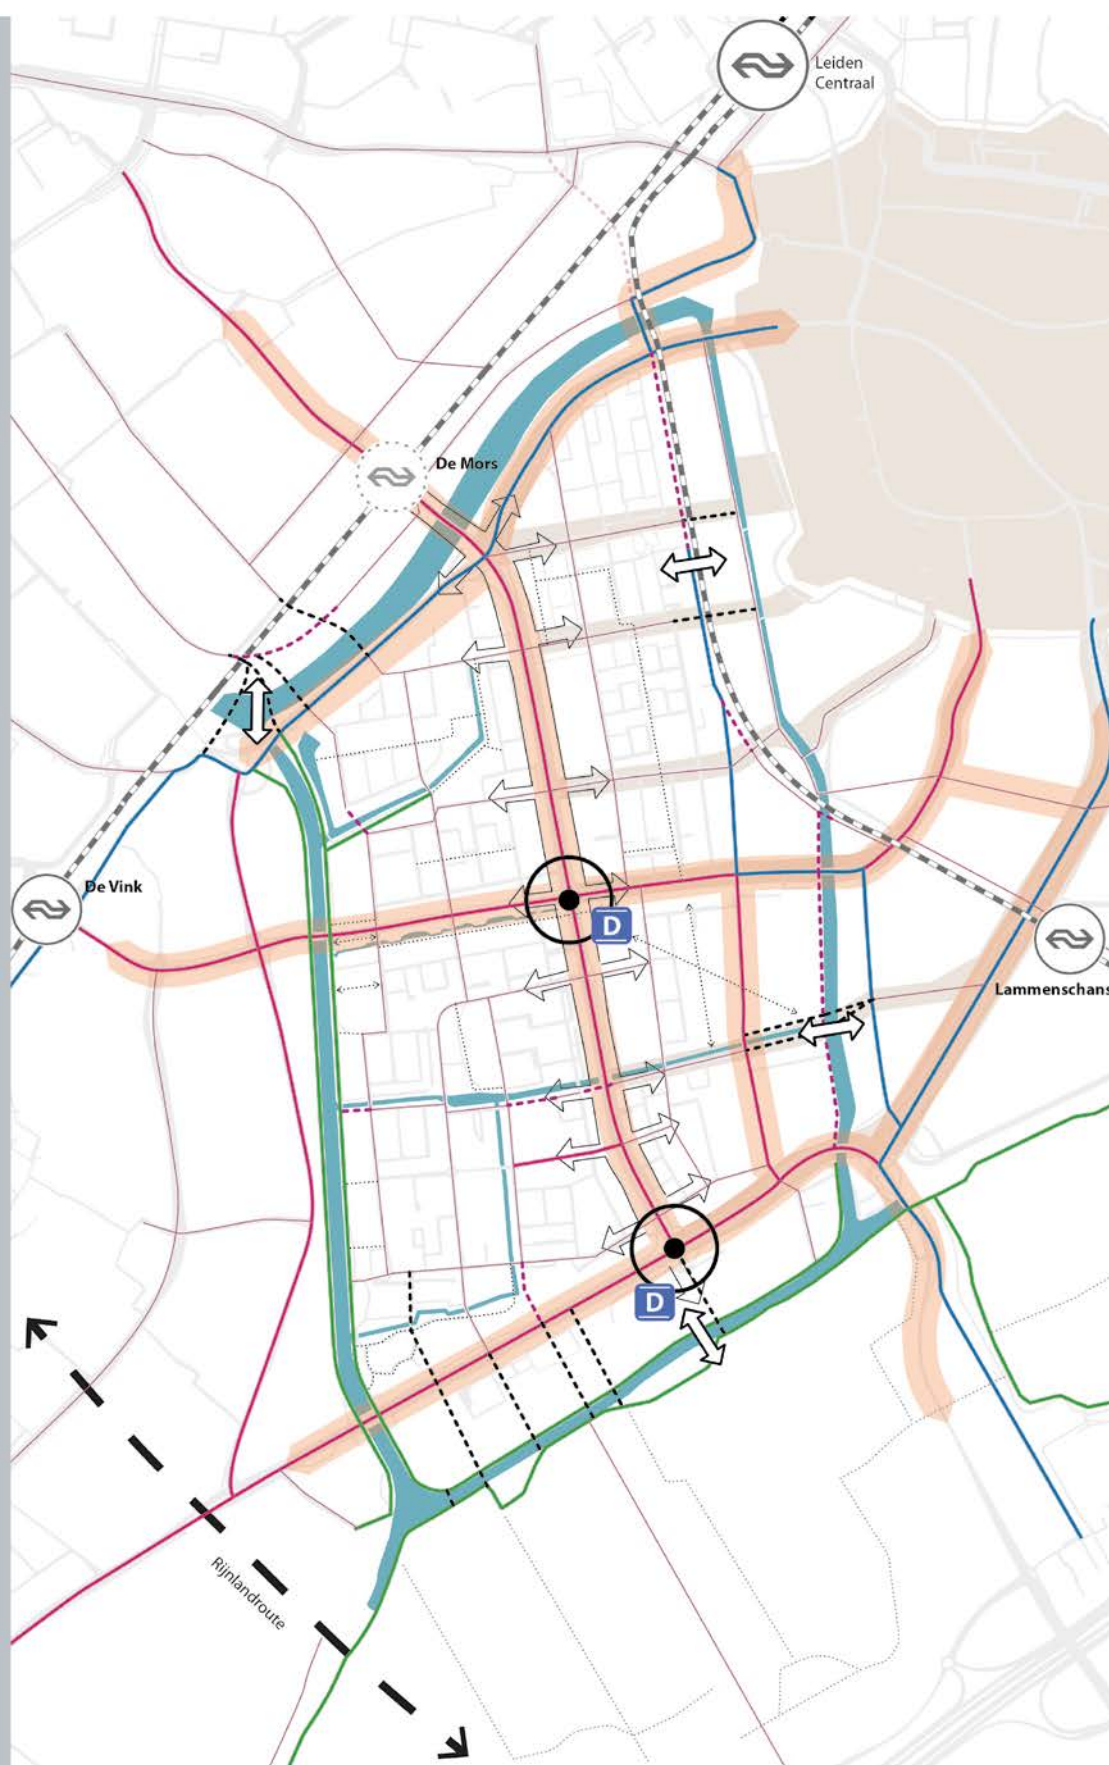 Leiden
Centraal
De Mors
De Vink
D
Lammenschans
D
Rijnlandroute